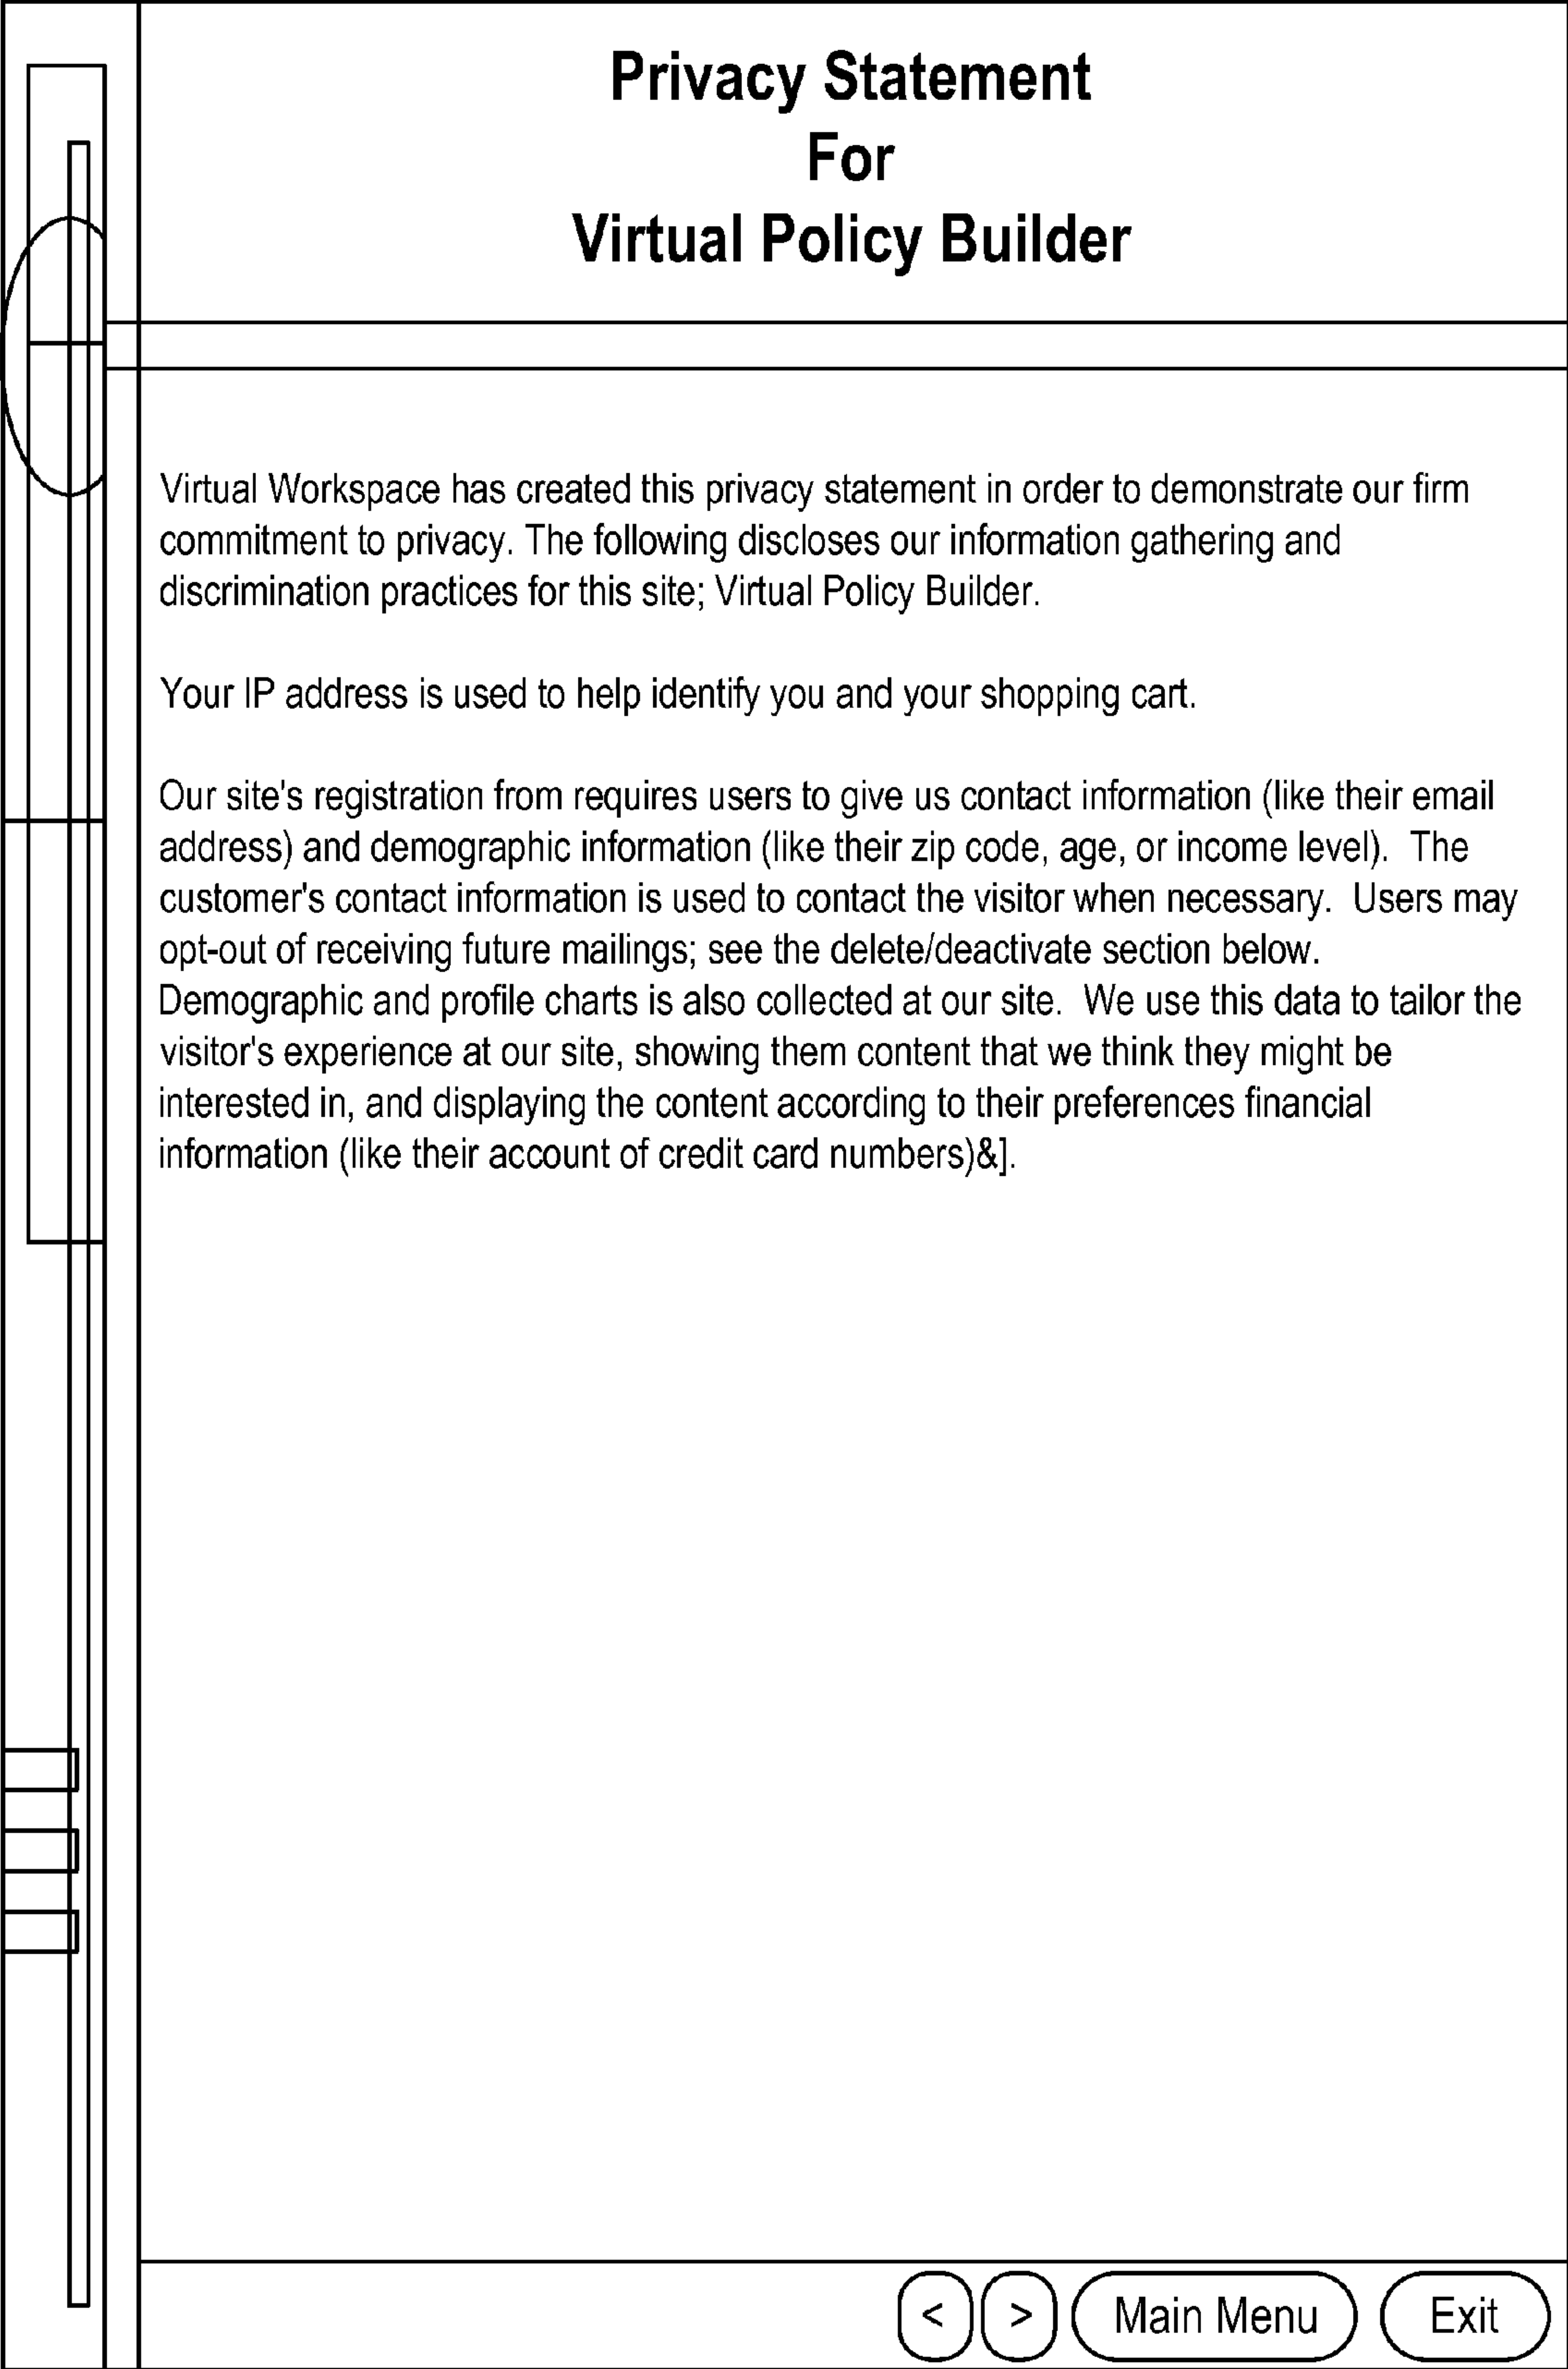 Privacy Statement
For
Virtual Policy Builder
Virtual Workspace has created this privacy statement in order to demonstrate our firm
commitment to privacy. The following discloses our information gathering and
discrimination practices for this site; Virtual Policy Builder.
Your IP address is used to help identify you and your shopping cart.
Our site's registration from requires users to give us contact information (like their email
address) and demographic information (like their zip code, age, or income level).  The
customer's contact information is used to contact the visitor when necessary.  Users may
opt-out of receiving future mailings; see the delete/deactivate section below.
Demographic and profile charts is also collected at our site.  We use this data to tailor the
visitor's experience at our site, showing them content that we think they might be
interested in, and displaying the content according to their preferences financial
information (like their account of credit card numbers)&].
< > Main Menu Exit